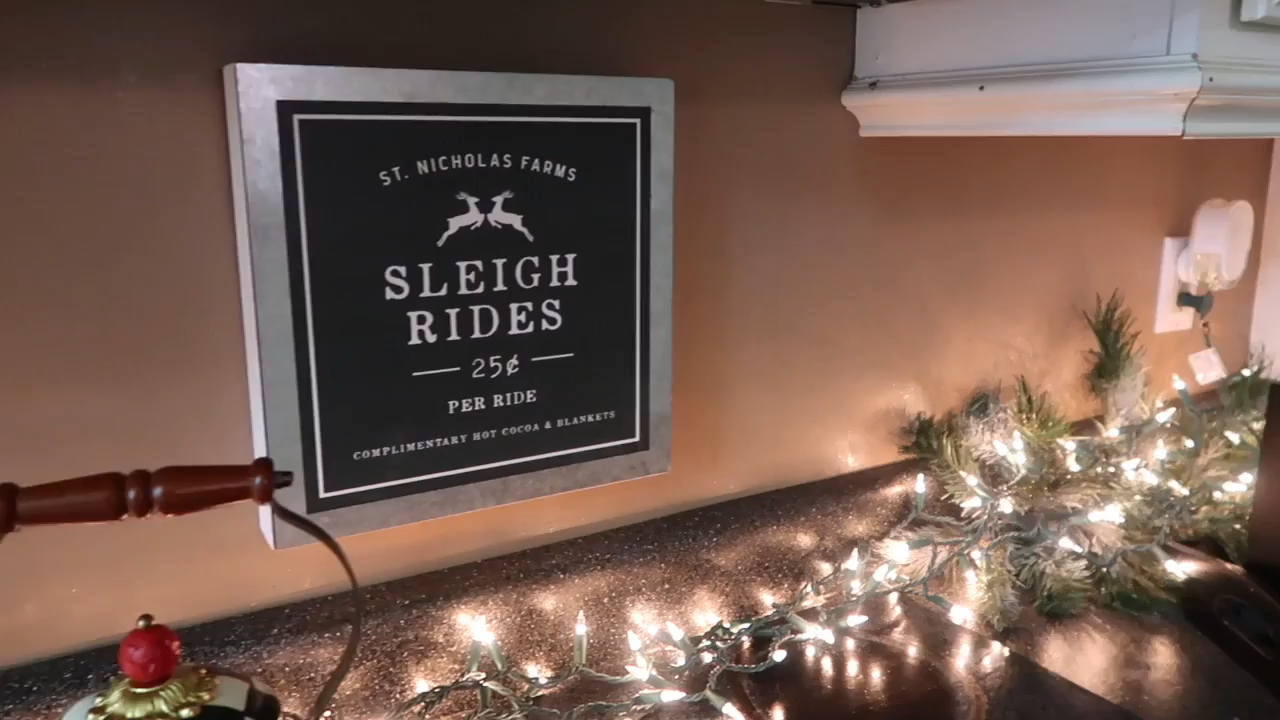 ST. NICHOLAS FARMS
SLEIGH
RIDES
25¢
PER RIDE
COMPLIMENTARY HOT COCOA & BLANKETS